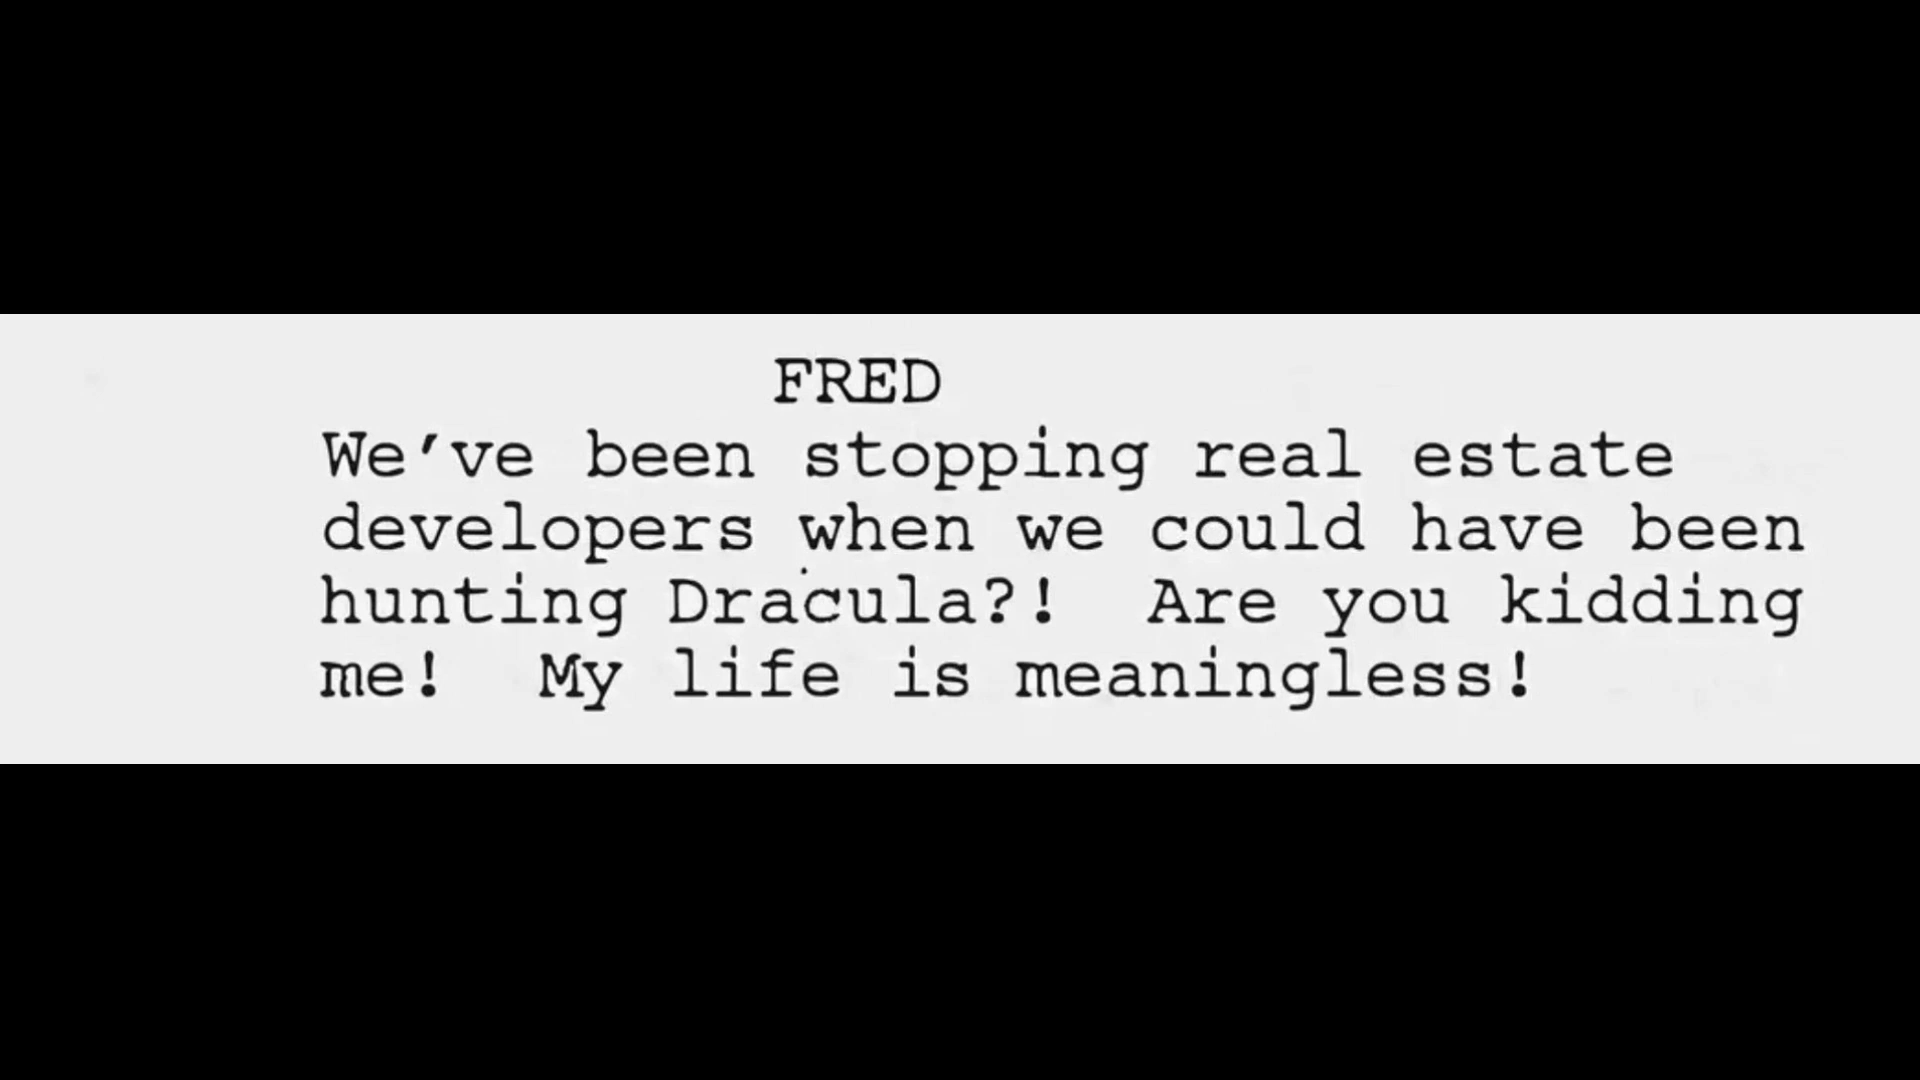 FRED
We've been stopping real estate
developers when we could have been
hunting Dracula?!  Are you kidding
me!  My life is meaningless!